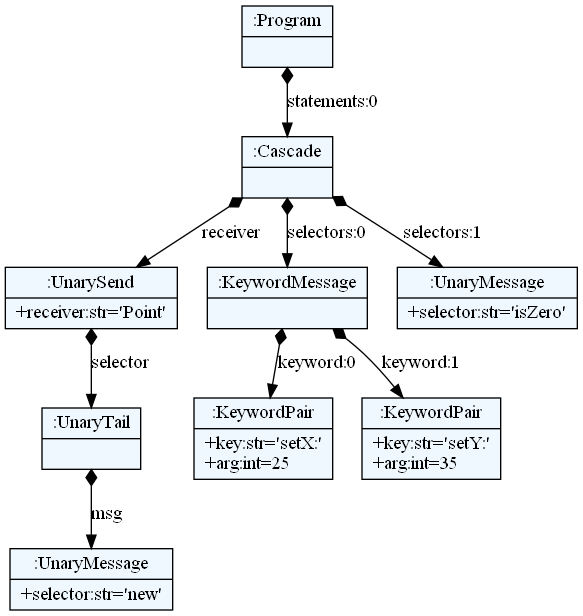 :Program
statements:0
:Cascade
receiver
selectors:0
selectors:1
:UnarySend
+receiver:str='Point'
:KeywordMessage
:UnaryMessage
+selector:str='isZero'
selector
keyword:0
keyword:1
:UnaryTail
:KeywordPair
+key:str='setX:'
+arg:int=25
:KeywordPair
+key:str='setY:'
+arg:int=35
msg
:UnaryMessage
+selector:str='new'